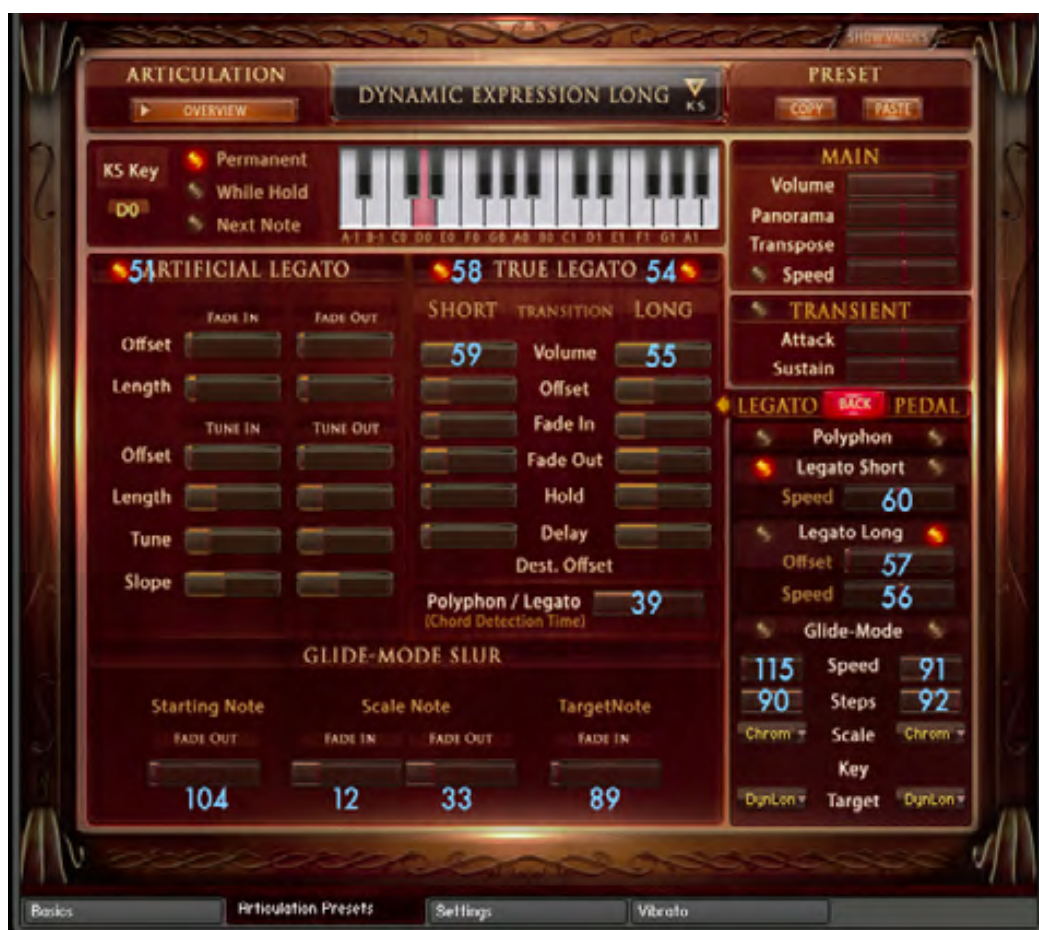 ARTICULATION
OVERVIEW
DYNAMIC EXPRESSION LONG
KS
PRESET
COPY PASTE
KS Key
D0
Permanent
While Hold
Next Note
A-1 B-1 C0 D0 E0 F0 G0 A0 B0 C1 D1 E1 F1 G1 A1
MAIN
Volume
Panorama
Transpose
Speed
TRANSIENT
Attack
Sustain
51 ARTIFICIAL LEGATO
FADE IN FADE OUT
Offset
Length
TUNE IN TUNE OUT
Offset
Length
Tune
Slope
58 TRUE LEGATO 54
SHORT TRANSITION LONG
59 Volume 55
Offset
Fade In
Fade Out
Hold
Delay
Dest. Offset
Polyphon / Legato 39
(Chord Detection Time)
LEGATO BACK PEDAL
Polyphon
Legato Short
Speed 60
Legato Long
Offset 57
Speed 56
Glide-Mode
115 Speed 91
90 Steps 92
Chrom Scale Chrom
Key
DynLon Target DynLon
GLIDE-MODE SLUR
Starting Note Scale Note TargetNote
FADE OUT FADE IN FADE OUT FADE IN
104 12 33 89
Basics Articulation Presets Settings Vibrato